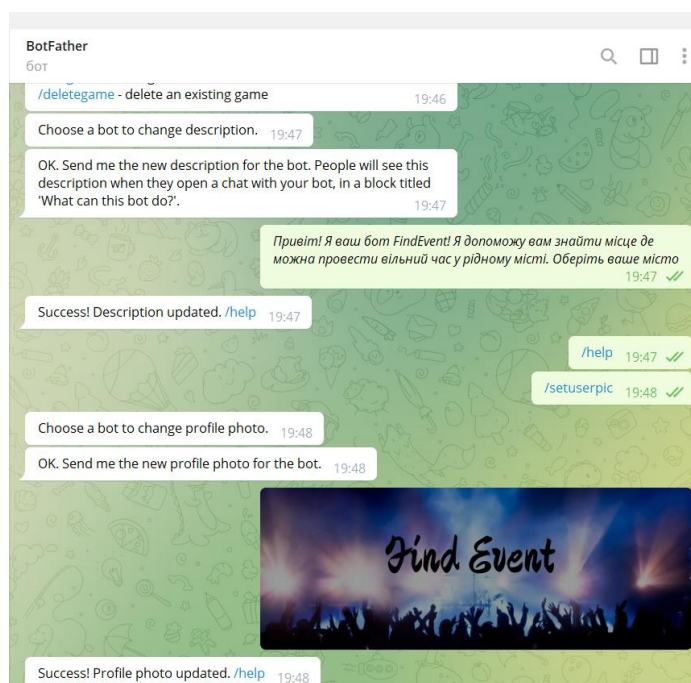 BotFather
бот
/deletegame - delete an existing game
19:46
Choose a bot to change description. 19:47
OK. Send me the new description for the bot. People will see this
description when they open a chat with your bot, in a block titled
'What can this bot do?'. 19:47
Привіт! Я ваш бот FindEvent! Я допоможу вам знайти місце де
можна провести вільний час у рідному місті. Оберіть ваше місто
19:47
Success! Description updated. /help 19:47
/help 19:47
/setuserpic 19:48
Choose a bot to change profile photo. 19:48
OK. Send me the new profile photo for the bot. 19:48
Find Event
Success! Profile photo updated. /help 19:48